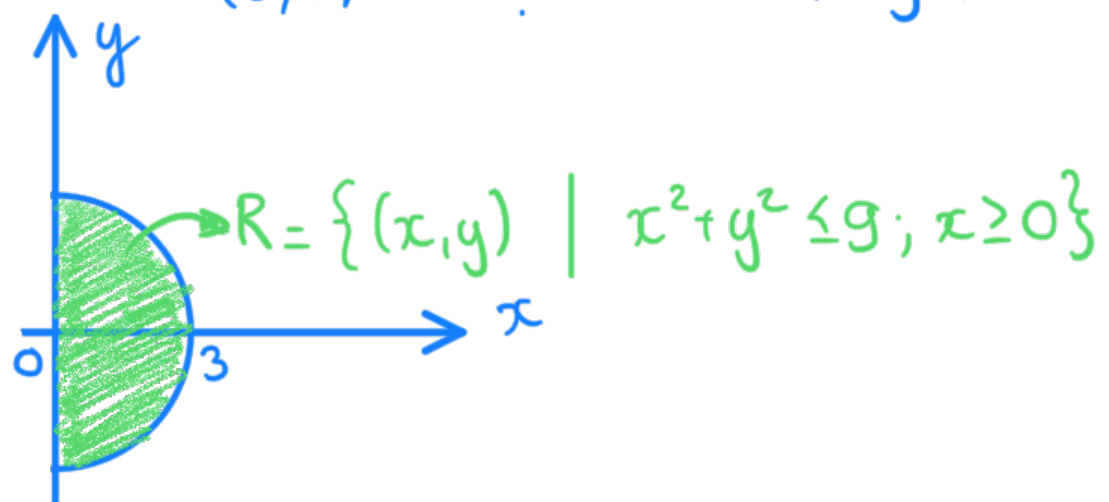 y
R = {(x,y) | x² + y² ≤ 9; x ≥ 0}
x
0 3